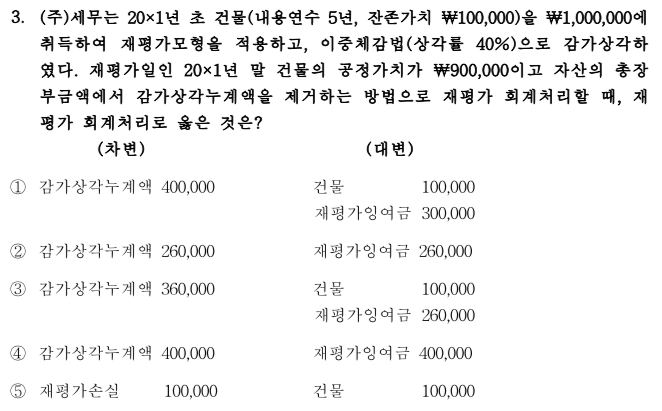 3. (주)세무는 20×1년 초 건물(내용연수 5년, 잔존가치 ₩100,000)을 ₩1,000,000에
취득하여 재평가모형을 적용하고, 이중체감법(상각률 40%)으로 감가상각하
였다. 재평가일인 20×1년 말 건물의 공정가치가 ₩900,000이고 자산의 총장
부금액에서 감가상각누계액을 제거하는 방법으로 재평가 회계처리할 때, 재
평가 회계처리로 옳은 것은?
(차변) (대변)
① 감가상각누계액 400,000 건물 100,000
재평가잉여금 300,000
② 감가상각누계액 260,000 재평가잉여금 260,000
③ 감가상각누계액 360,000 건물 100,000
재평가잉여금 260,000
④ 감가상각누계액 400,000 재평가잉여금 400,000
⑤ 재평가손실 100,000 건물 100,000